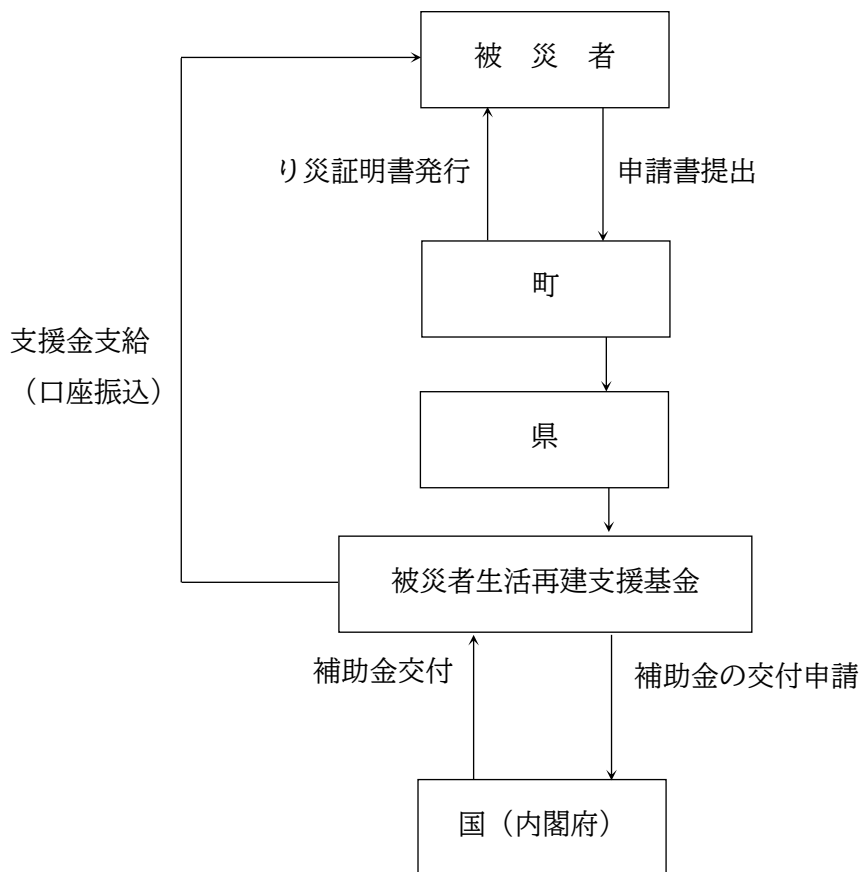 被　災　者
り災証明書発行
申請書提出
町
支援金支給
（口座振込）
県
被災者生活再建支援基金
補助金交付
補助金の交付申請
国（内閣府）